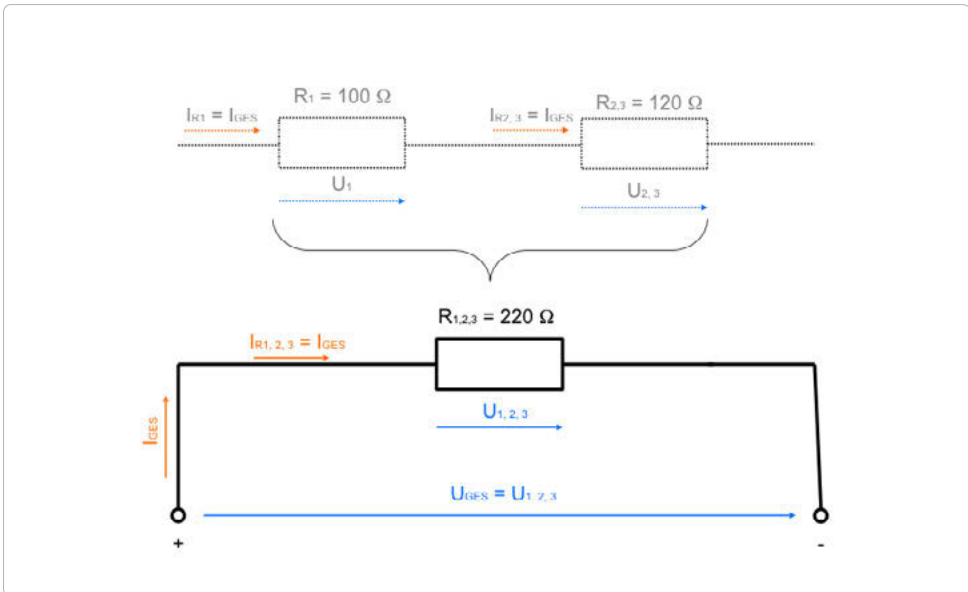 R1 = 100 Ω
R2,3 = 120 Ω
IR1 = IGES
IR2, 3 = IGES
U1
U2, 3
R1,2,3 = 220 Ω
IR1, 2, 3 = IGES
U1, 2, 3
IGES
UGES = U1, 2, 3
+
-